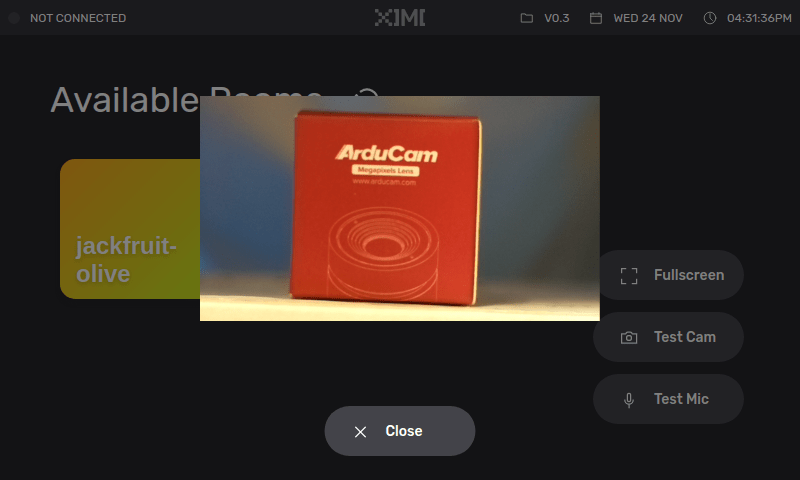 NOT CONNECTED
XIMI
V0.3
WED 24 NOV
04:31:36PM
Available Rooms
ArduCam
Megapixels Lens
www.arducam.com
jackfruit-
olive
Fullscreen
Test Cam
Test Mic
Close